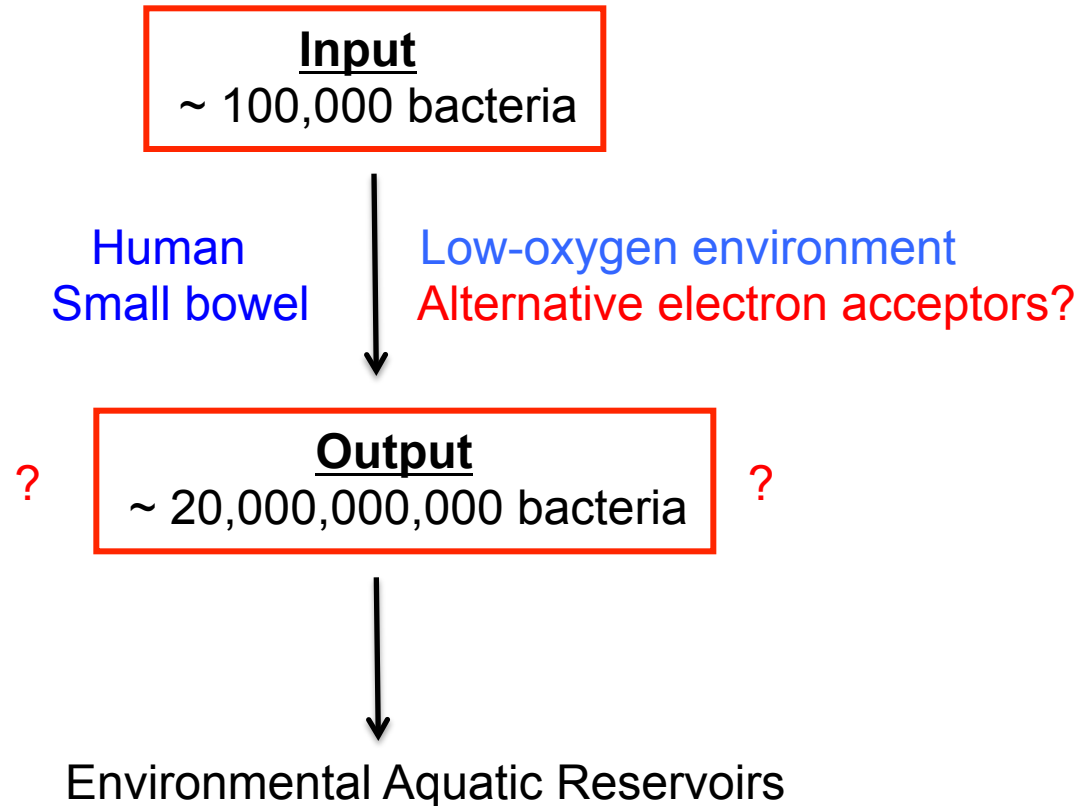 Input
~ 100,000 bacteria
Human
Small bowel
Low-oxygen environment
Alternative electron acceptors?
?
Output
~ 20,000,000,000 bacteria
?
Environmental Aquatic Reservoirs